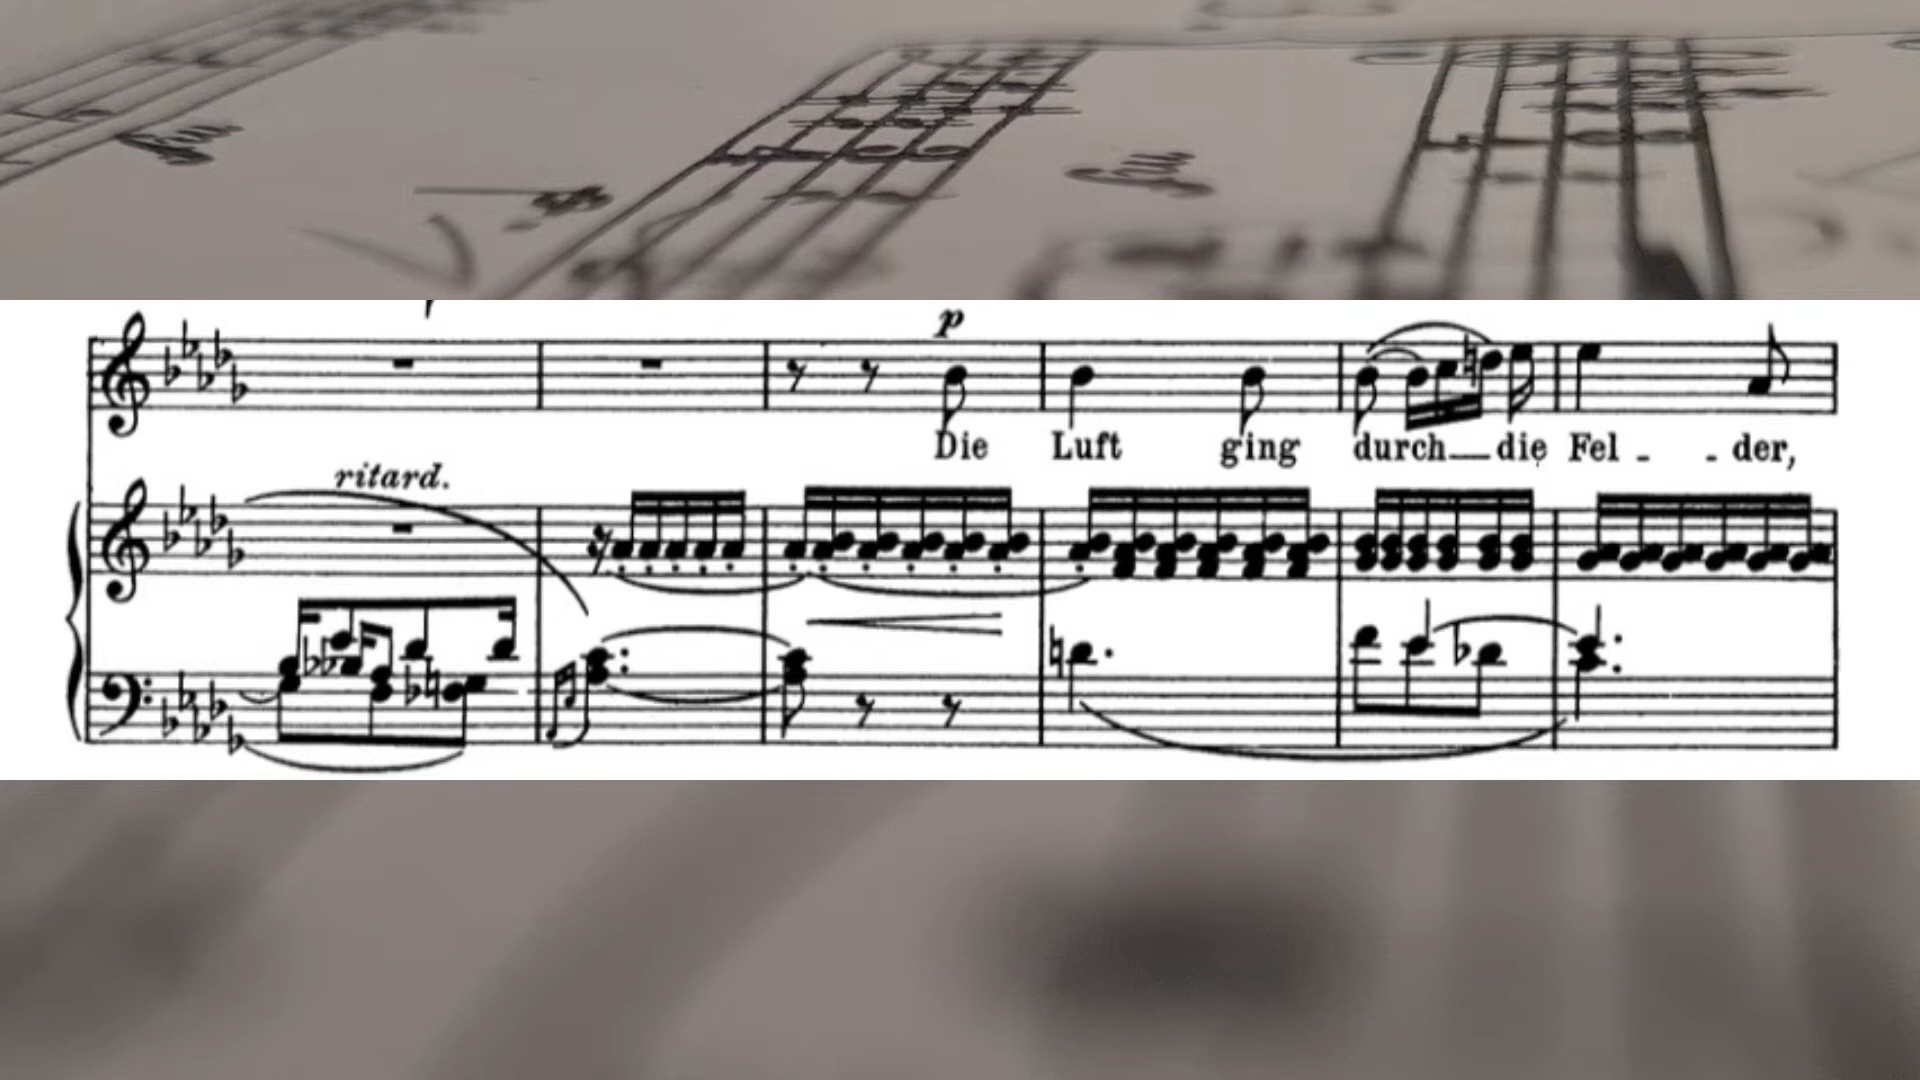 p
Die Luft ging durch die Fel - - der,
ritard.